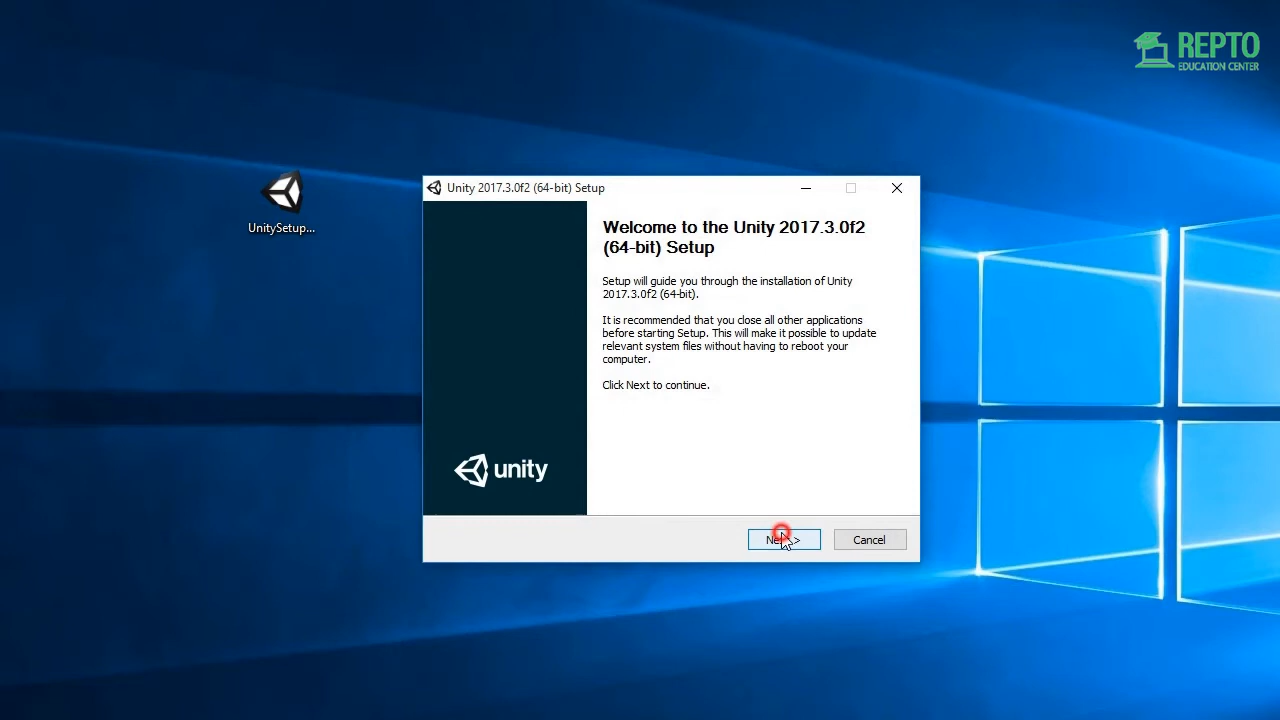 REPTO
EDUCATION CENTER
Unity 2017.3.0f2 (64-bit) Setup
UnitySetup...
Welcome to the Unity 2017.3.0f2
(64-bit) Setup
Setup will guide you through the installation of Unity
2017.3.0f2 (64-bit).
It is recommended that you close all other applications
before starting Setup. This will make it possible to update
relevant system files without having to reboot your
computer.
Click Next to continue.
unity
Next >
Cancel